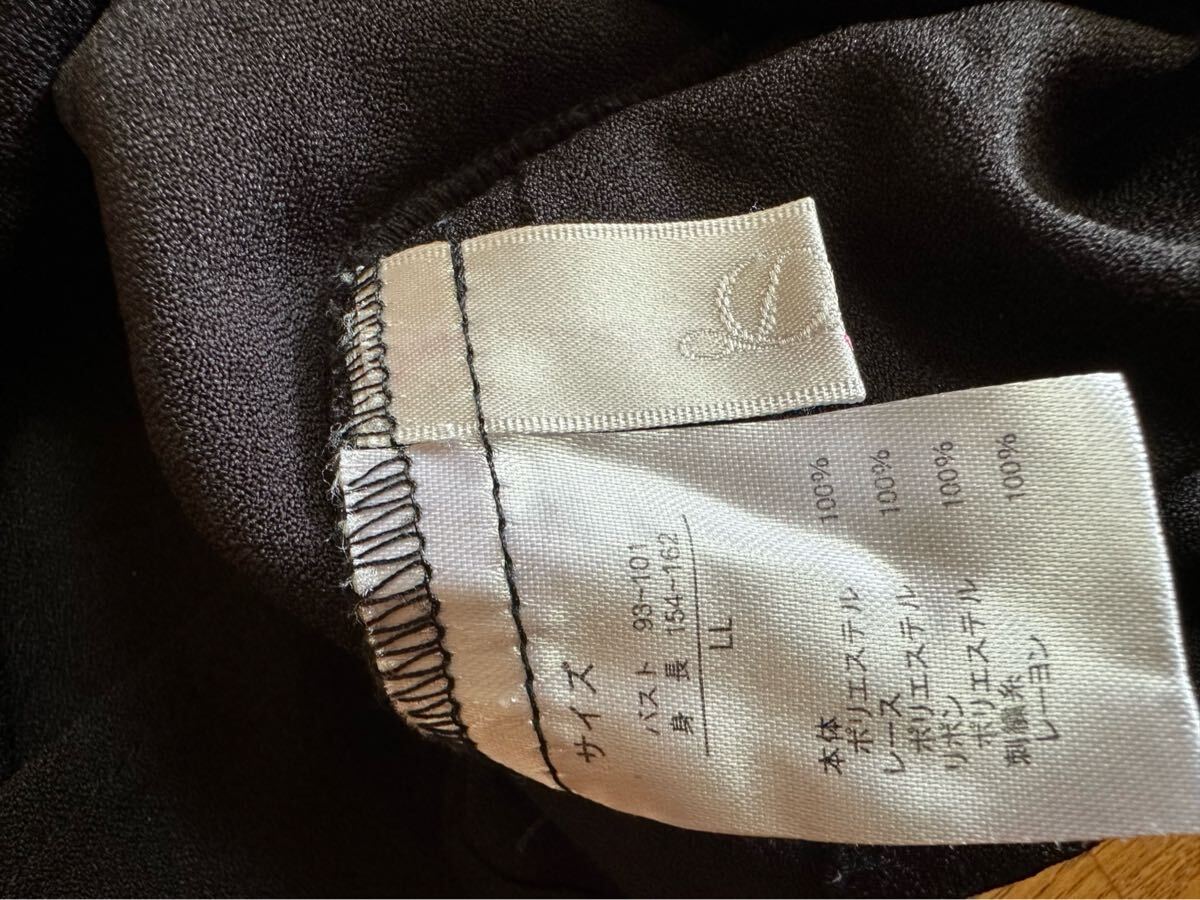 サイズ
バスト 93~101
身 長 154~162
LL
本体
ポリエステル 100%
レース
ポリエステル 100%
リボン
ポリエステル 100%
刺繍糸
レーヨン 100%